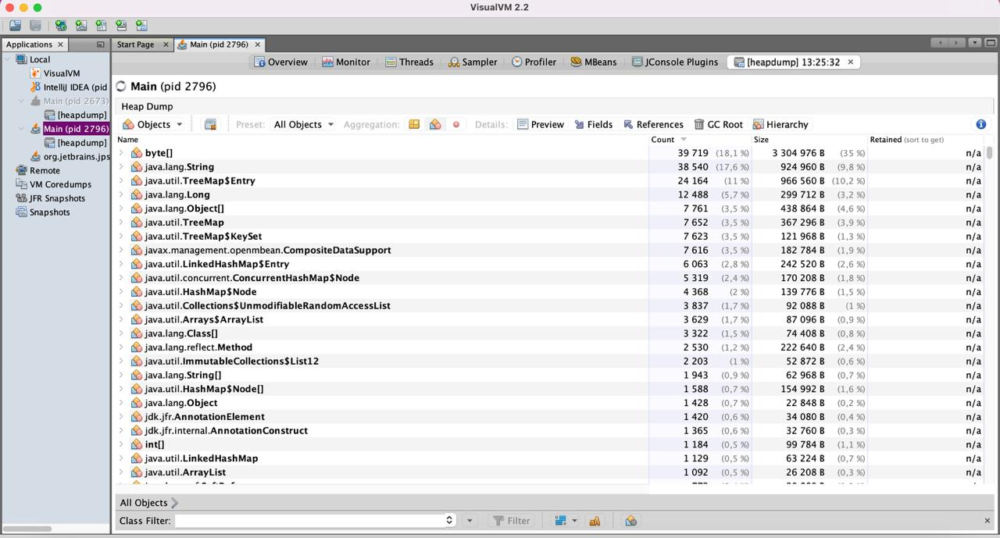 VisualVM 2.2
Applications
Start Page
Main (pid 2796)
Local
VisualVM
IntelliJ IDEA (pid
Main (pid 2673)
[heapdump]
Main (pid 2796)
[heapdump]
org.jetbrains.jps
Remote
VM Coredumps
JFR Snapshots
Snapshots
Overview Monitor Threads Sampler Profiler MBeans JConsole Plugins [heapdump] 13:25:32
Main (pid 2796)
Heap Dump
Objects Preset: All Objects Aggregation: Details: Preview Fields References GC Root Hierarchy
Name Count Size Retained (sort to get)
byte[] 39 719 (18,1 %) 3 304 976 B (35 %) n/a
java.lang.String 38 540 (17,6 %) 924 960 B (9,8 %) n/a
java.util.TreeMap$Entry 24 164 (11 %) 966 560 B (10,2 %) n/a
java.lang.Long 12 488 (5,7 %) 299 712 B (3,2 %) n/a
java.lang.Object[] 7 761 (3,5 %) 438 864 B (4,6 %) n/a
java.util.TreeMap 7 652 (3,5 %) 367 296 B (3,9 %) n/a
java.util.TreeMap$KeySet 7 623 (3,5 %) 121 968 B (1,3 %) n/a
javax.management.openmbean.CompositeDataSupport 7 616 (3,5 %) 182 784 B (1,9 %) n/a
java.util.LinkedHashMap$Entry 6 063 (2,8 %) 242 520 B (2,6 %) n/a
java.util.concurrent.ConcurrentHashMap$Node 5 319 (2,4 %) 170 208 B (1,8 %) n/a
java.util.HashMap$Node 4 368 (2 %) 139 776 B (1,5 %) n/a
java.util.Collections$UnmodifiableRandomAccessList 3 837 (1,7 %) 92 088 B (1 %) n/a
java.util.Arrays$ArrayList 3 629 (1,7 %) 87 096 B (0,9 %) n/a
java.lang.Class[] 3 322 (1,5 %) 74 408 B (0,8 %) n/a
java.lang.reflect.Method 2 530 (1,2 %) 222 640 B (2,4 %) n/a
java.util.ImmutableCollections$List12 2 203 (1 %) 52 872 B (0,6 %) n/a
java.lang.String[] 1 943 (0,9 %) 62 968 B (0,7 %) n/a
java.util.HashMap$Node[] 1 588 (0,7 %) 154 992 B (1,6 %) n/a
java.lang.Object 1 428 (0,7 %) 22 848 B (0,2 %) n/a
jdk.jfr.AnnotationElement 1 420 (0,6 %) 34 080 B (0,4 %) n/a
jdk.jfr.internal.AnnotationConstruct 1 365 (0,6 %) 32 760 B (0,3 %) n/a
int[] 1 184 (0,5 %) 99 784 B (1,1 %) n/a
java.util.LinkedHashMap 1 129 (0,5 %) 63 224 B (0,7 %) n/a
java.util.ArrayList 1 092 (0,5 %) 26 208 B (0,3 %) n/a
All Objects
Class Filter: Filter aA